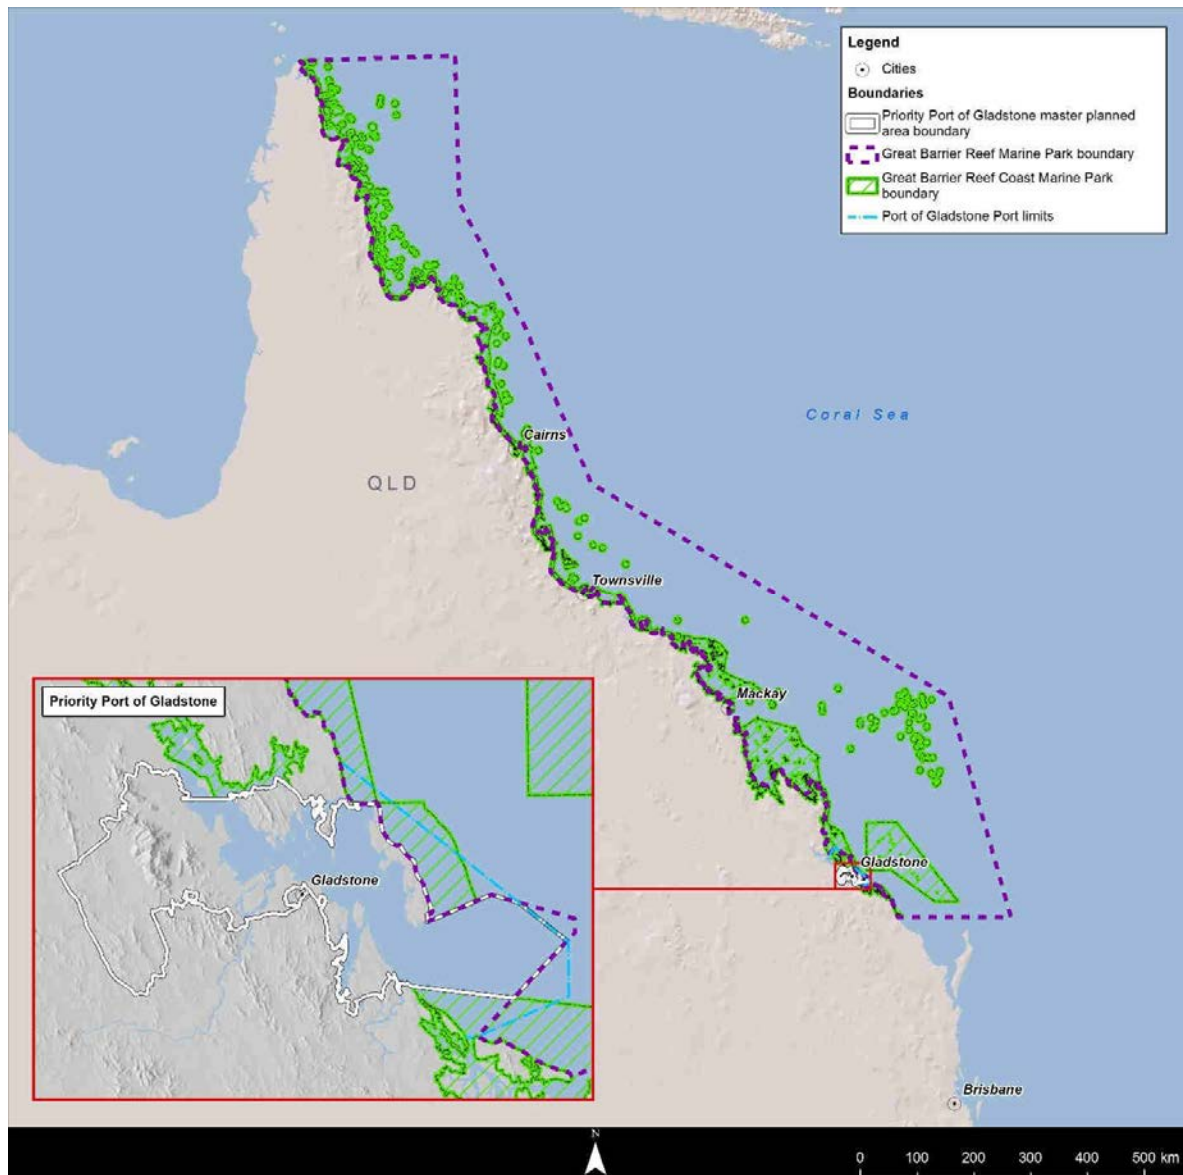 Legend
Cities
Boundaries
Priority Port of Gladstone master planned
area boundary
Great Barrier Reef Marine Park boundary
Great Barrier Reef Coast Marine Park
boundary
Port of Gladstone Port limits
Coral Sea
Cairns
QLD
Townsville
Mackay
Gladstone
Priority Port of Gladstone
Gladstone
Brisbane
N
0 100 200 300 400 500 km